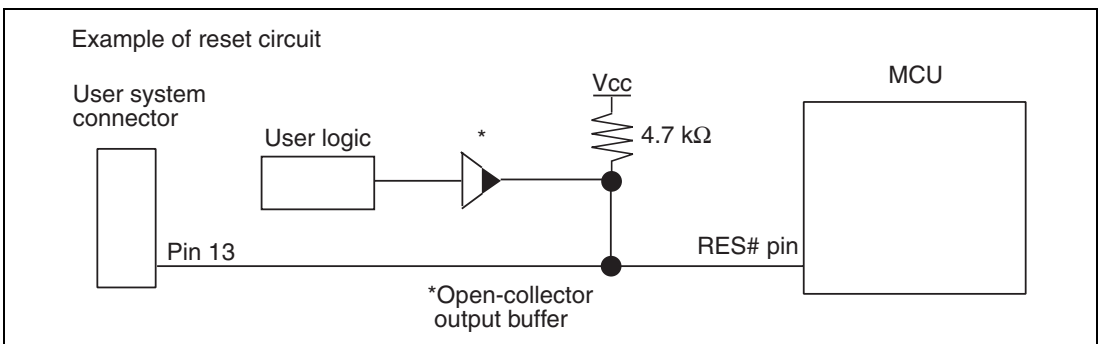 Example of reset circuit
User system
connector
User logic
*
Vcc
4.7 kΩ
MCU
Pin 13
RES# pin
*Open-collector
output buffer